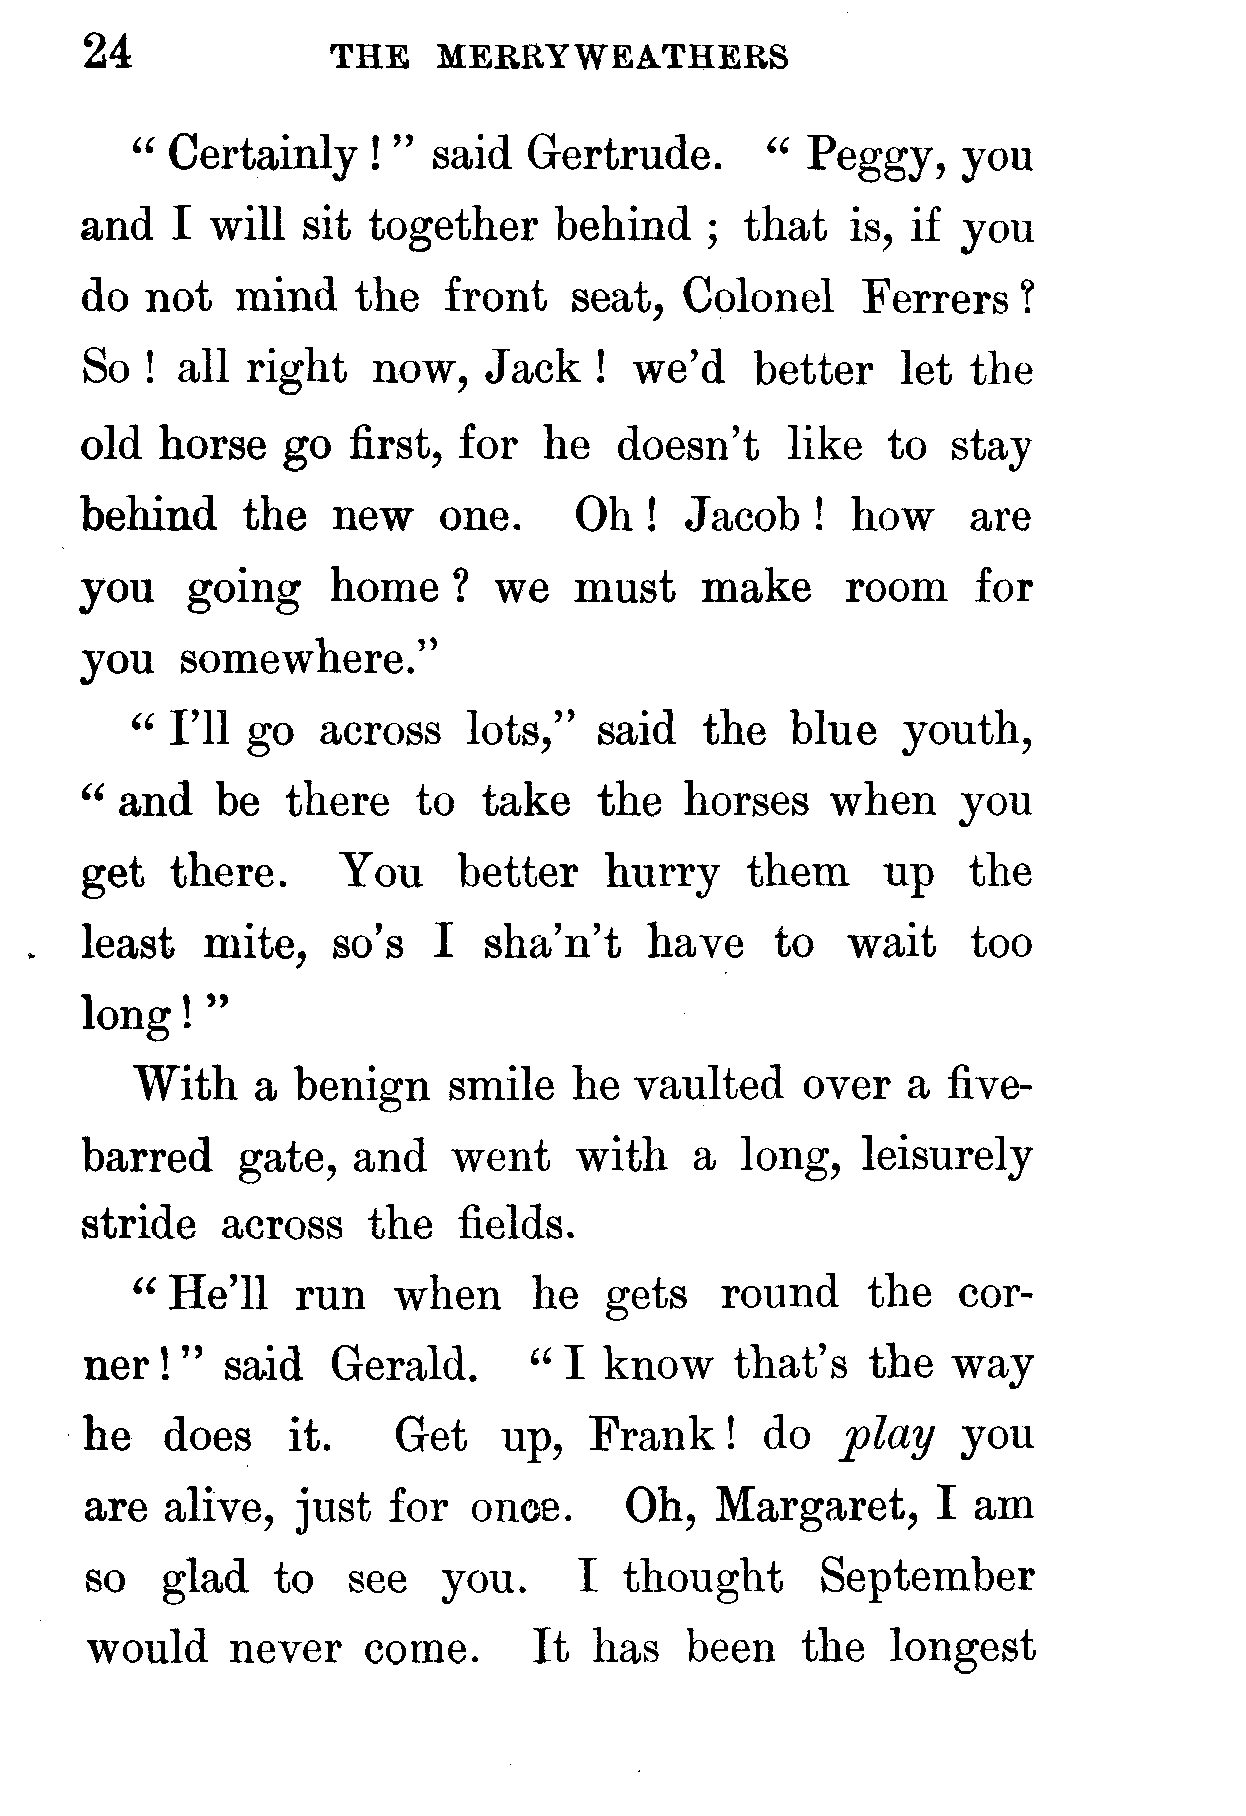 24 THE MERRYWEATHERS
“ Certainly ! ” said Gertrude. “ Peggy, you
and I will sit together behind ; that is, if you
do not mind the front seat, Colonel Ferrers ?
So ! all right now, Jack ! we’d better let the
old horse go first, for he doesn’t like to stay
behind the new one. Oh ! Jacob ! how are
you going home ? we must make room for
you somewhere.”
“ I’ll go across lots,” said the blue youth,
“ and be there to take the horses when you
get there. You better hurry them up the
least mite, so’s I sha’n’t have to wait too
long ! ”
With a benign smile he vaulted over a five-
barred gate, and went with a long, leisurely
stride across the fields.
“ He’ll run when he gets round the cor-
ner ! ” said Gerald. “ I know that’s the way
he does it. Get up, Frank ! do play you
are alive, just for once. Oh, Margaret, I am
so glad to see you. I thought September
would never come. It has been the longest